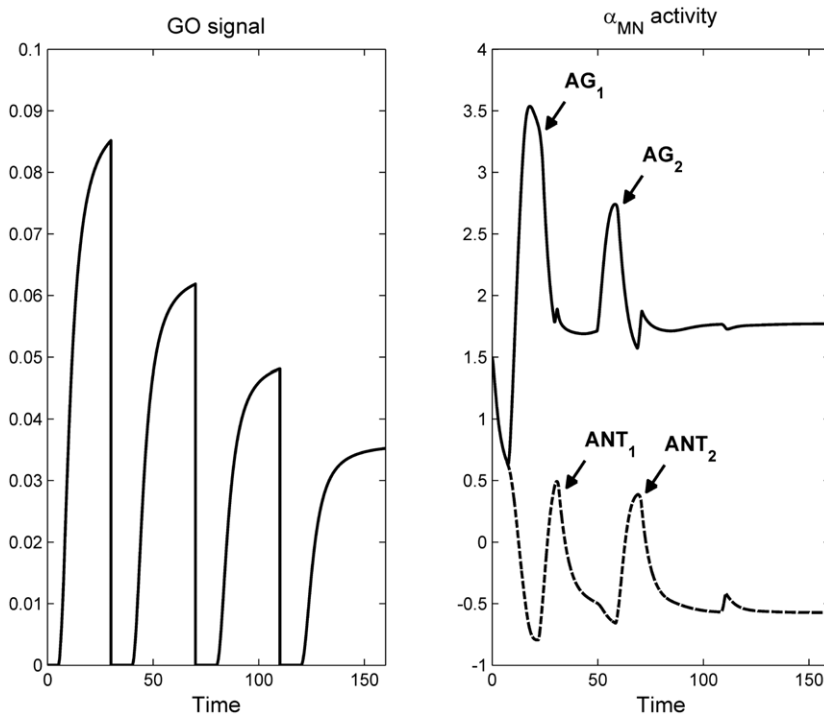 GO signal
0.1
0.09
0.08
0.07
0.06
0.05
0.04
0.03
0.02
0.01
0
0 50 100 150
Time
α_MN activity
4
3.5
3
2.5
2
1.5
1
0.5
0
-0.5
-1
0 50 100 150
Time
AG₁
AG₂
ANT₁
ANT₂